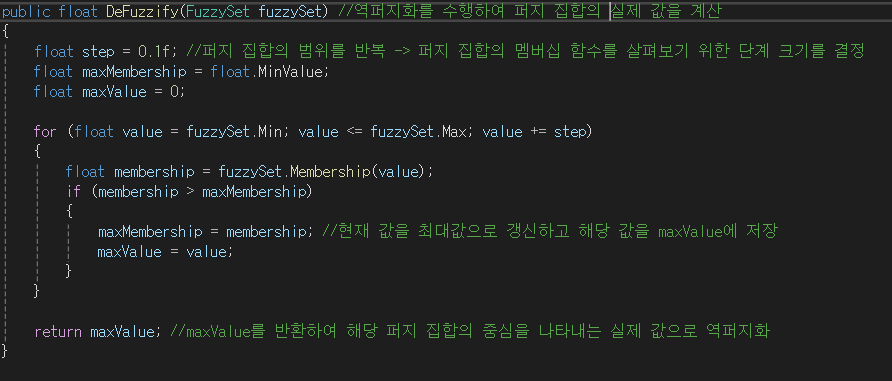 public float DeFuzzify(FuzzySet fuzzySet) //역퍼지화를 수행하여 퍼지 집합의 실제 값을 계산
{
float step = 0.1f; //퍼지 집합의 범위를 반복 -> 퍼지 집합의 멤버십 함수를 살펴보기 위한 단계 크기를 결정
float maxMembership = float.MinValue;
float maxValue = 0;
for (float value = fuzzySet.Min; value <= fuzzySet.Max; value += step)
{
float membership = fuzzySet.Membership(value);
if (membership > maxMembership)
{
maxMembership = membership; //현재 값을 최대값으로 갱신하고 해당 값을 maxValue에 저장
maxValue = value;
}
}
return maxValue; //maxValue를 반환하여 해당 퍼지 집합의 중심을 나타내는 실제 값으로 역퍼지화
}